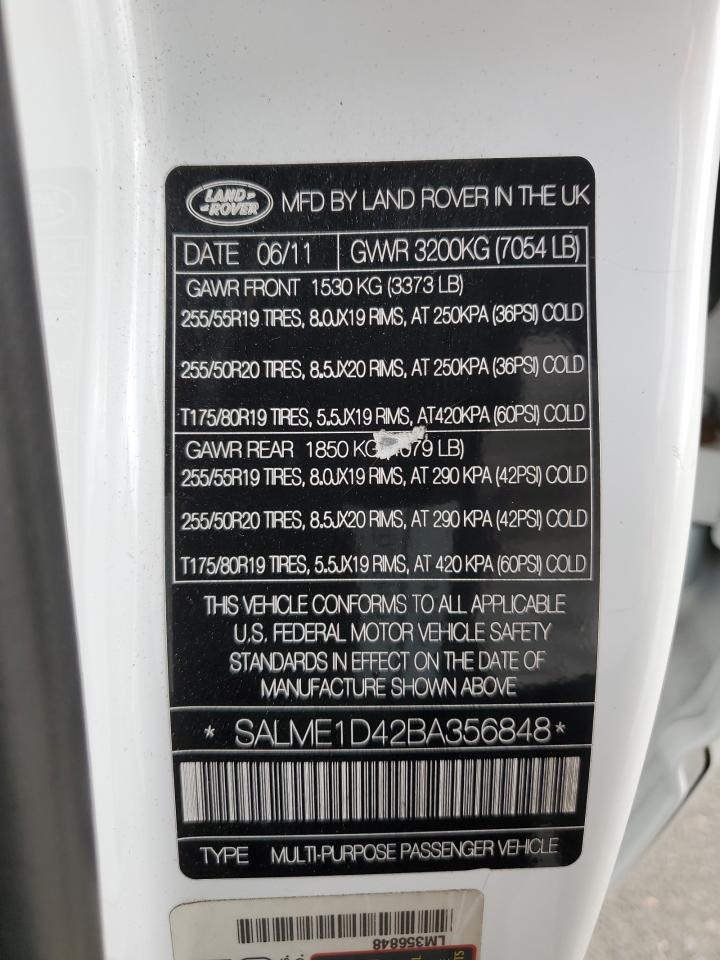 LAND-
-ROVER
MFD BY LAND ROVER IN THE UK
DATE 06/11 GWWR 3200KG (7054 LB)
GAWR FRONT 1530 KG (3373 LB)
255/55R19 TIRES, 8.0JX19 RIMS, AT 250KPA (36PSI) COLD
255/50R20 TIRES, 8.5JX20 RIMS, AT 250KPA (36PSI) COLD
T175/80R19 TIRES, 5.5JX19 RIMS, AT420KPA (60PSI) COLD
GAWR REAR 1850 KG 079 LB)
255/55R19 TIRES, 8.0JX19 RIMS, AT 290 KPA (42PSI) COLD
255/50R20 TIRES, 8.5JX20 RIMS, AT 290 KPA (42PSI) COLD
T175/80R19 TIRES, 5.5JX19 RIMS, AT 420 KPA (60PSI) COLD
THIS VEHICLE CONFORMS TO ALL APPLICABLE
U.S. FEDERAL MOTOR VEHICLE SAFETY
STANDARDS IN EFFECT ON THE DATE OF
MANUFACTURE SHOWN ABOVE
* SALME1D42BA356848 *
TYPE MULTI-PURPOSE PASSENGER VEHICLE
LM356848